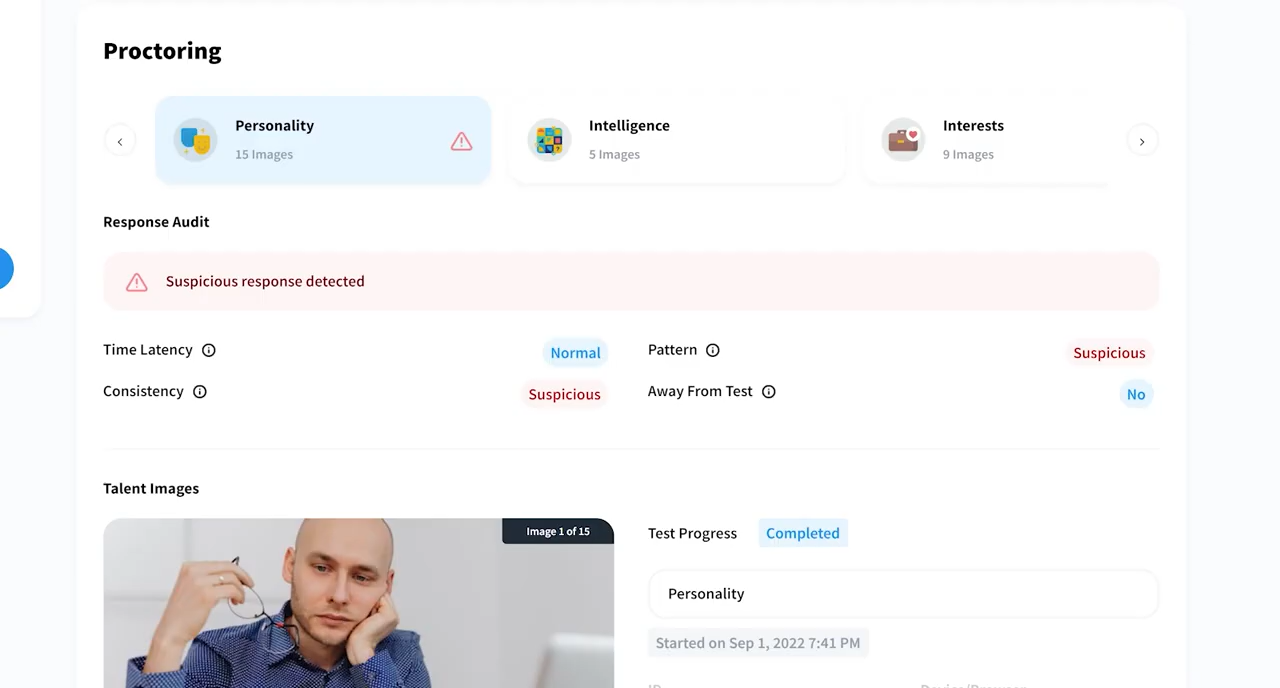 Proctoring
Personality
15 Images
Intelligence
5 Images
Interests
9 Images
Response Audit
Suspicious response detected
Time Latency
Normal
Pattern
Suspicious
Consistency
Suspicious
Away From Test
No
Talent Images
Image 1 of 15
Test Progress
Completed
Personality
Started on Sep 1, 2022 7:41 PM